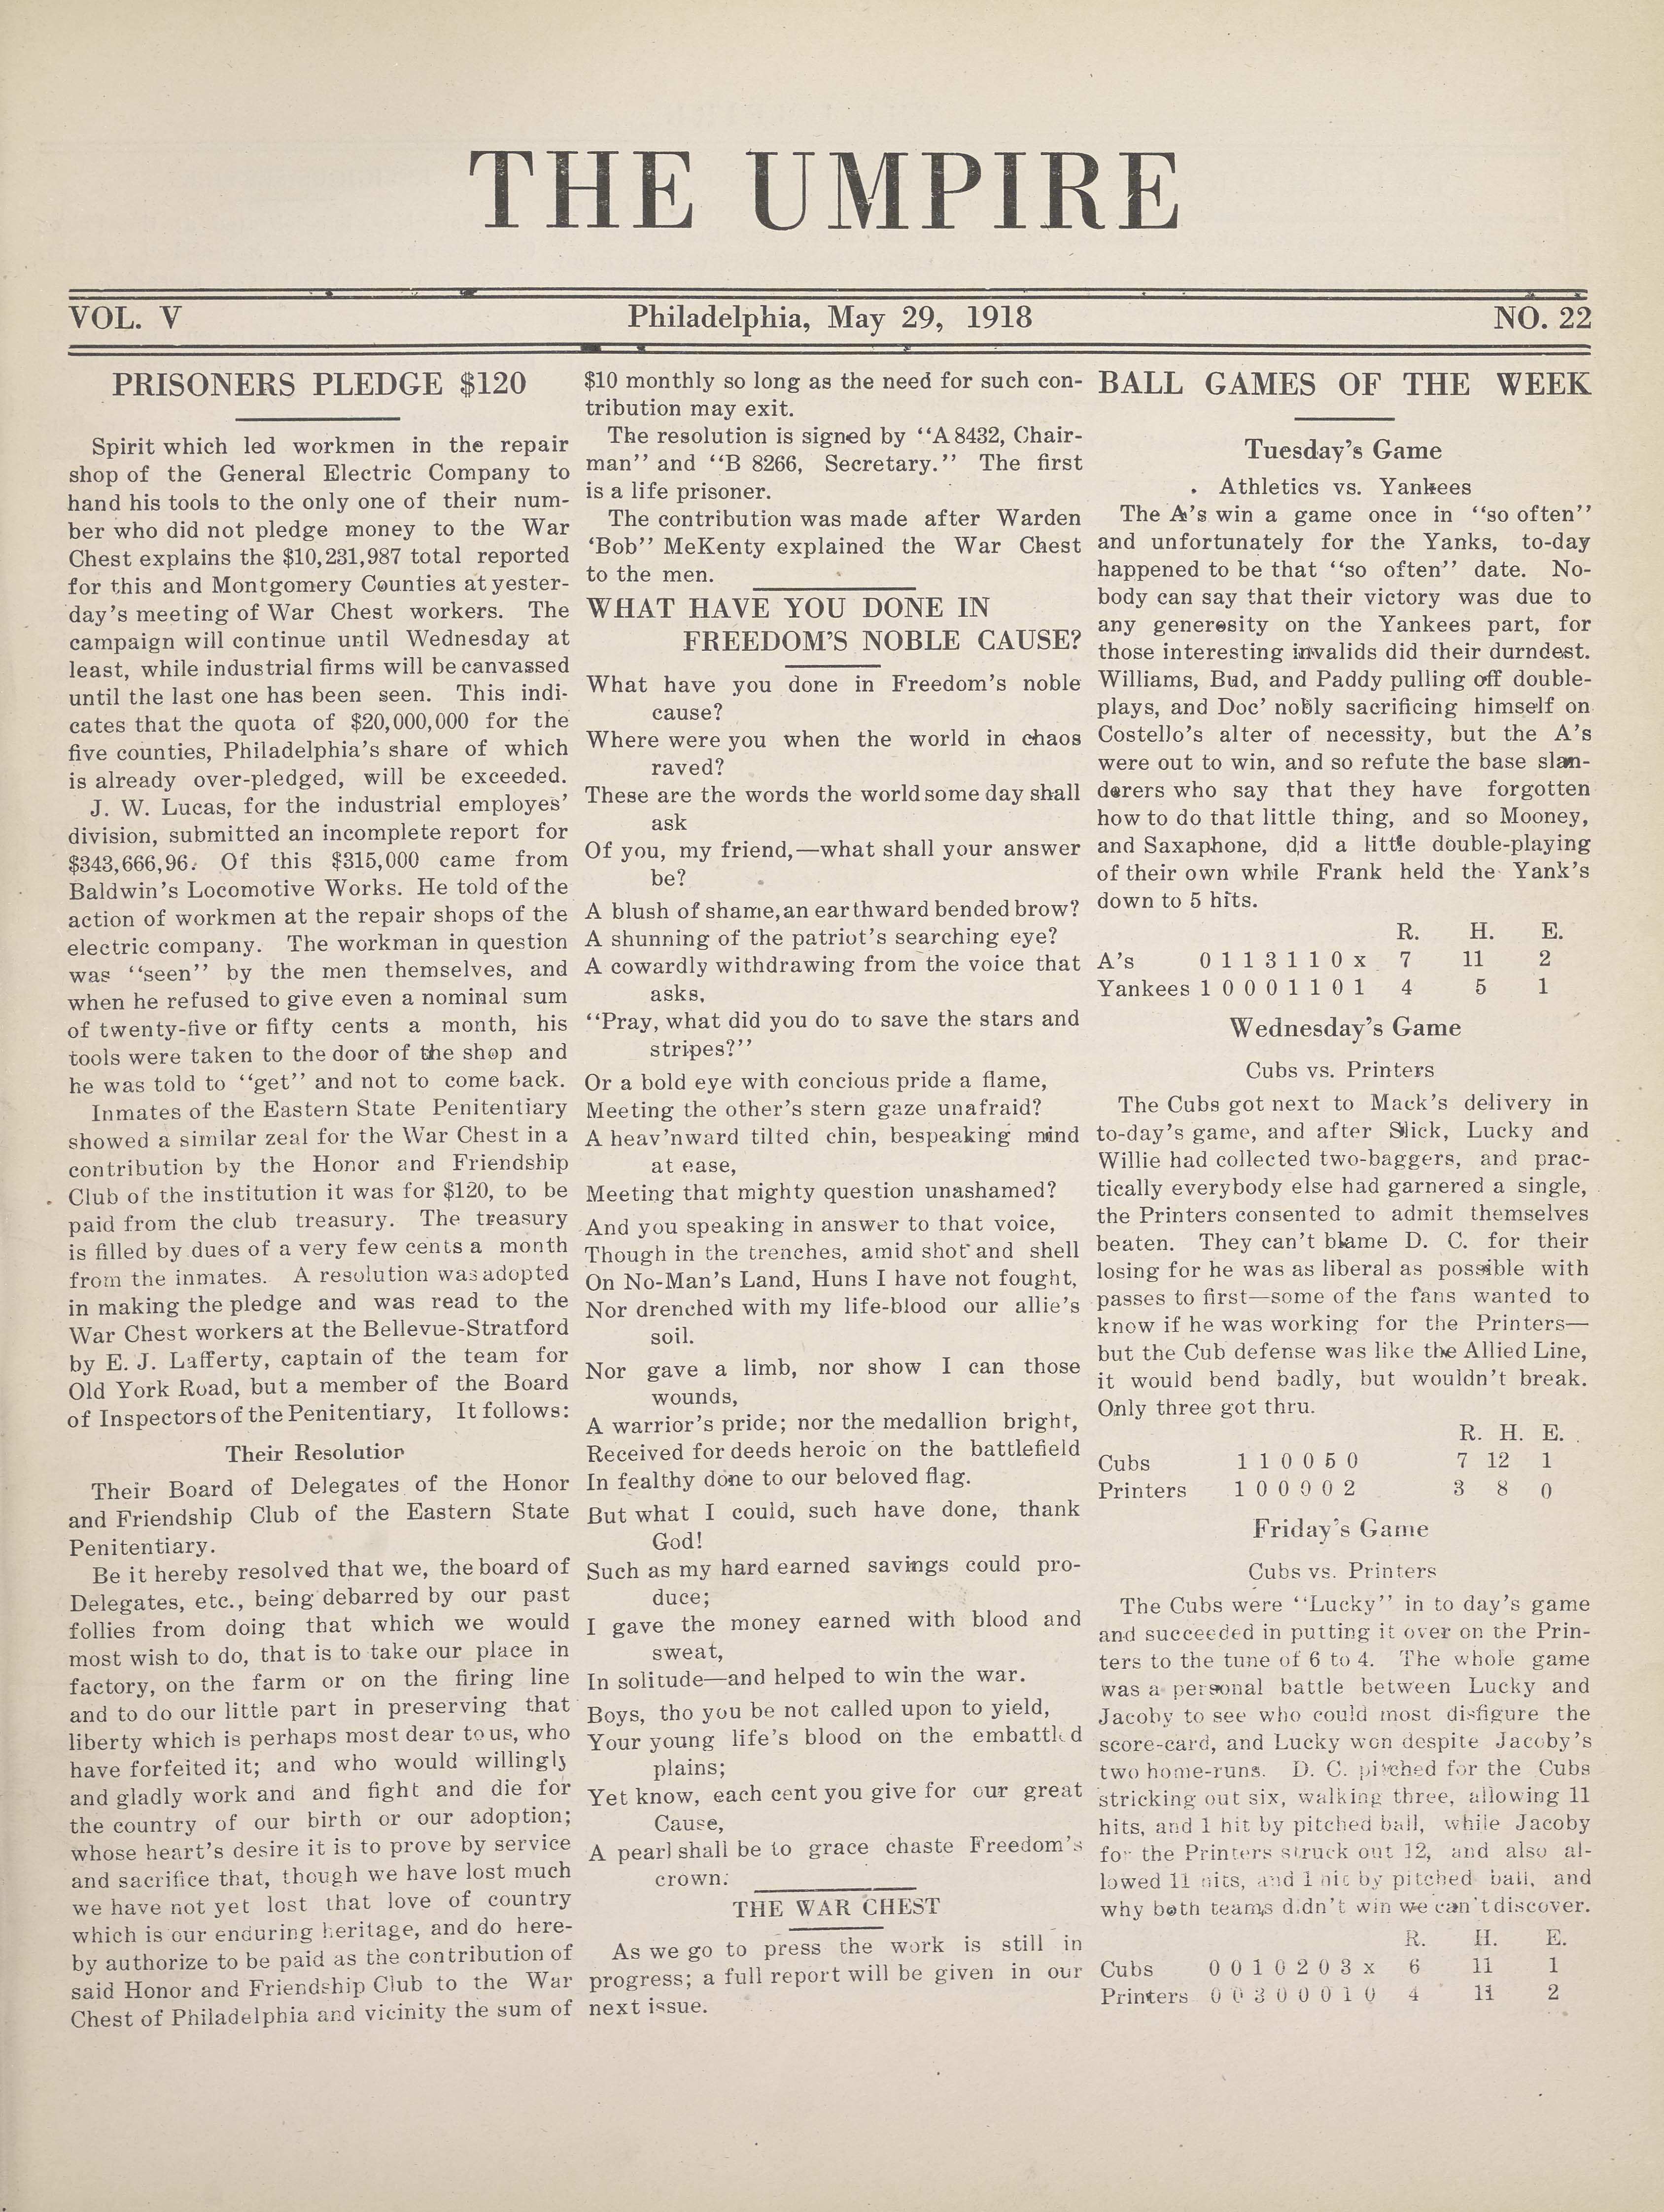 THE UMPIRE
VOL. V
Philadelphia, May 29, 1918
NO. 22
PRISONERS PLEDGE $120
Spirit which led workmen in the repair
shop of the General Electric Company to
hand his tools to the only one of their num-
ber who did not pledge money to the War
Chest explains the $10,231,987 total reported
for this and Montgomery Counties at yester-
day's meeting of War Chest workers. The
campaign will continue until Wednesday at
least, while industrial firms will be canvassed
until the last one has been seen. This indi-
cates that the quota of $20,000,000 for the
five counties, Philadelphia's share of which
is already over-pledged, will be exceeded.
J. W. Lucas, for the industrial employes'
division, submitted an incomplete report for
$343,666,96. Of this $315,000 came from
Baldwin's Locomotive Works. He told of the
action of workmen at the repair shops of the
electric company. The workman in question
was ‘‘seen’’ by the men themselves, and
when he refused to give even a nominal sum
of twenty-five or fifty cents a month, his
tools were taken to the door of the shop and
he was told to ‘‘get’’ and not to come back.
Inmates of the Eastern State Penitentiary
showed a similar zeal for the War Chest in a
contribution by the Honor and Friendship
Club of the institution it was for $120, to be
paid from the club treasury. The treasury
is filled by dues of a very few cents a month
from the inmates. A resolution was adopted
in making the pledge and was read to the
War Chest workers at the Bellevue-Stratford
by E. J. Lafferty, captain of the team for
Old York Road, but a member of the Board
of Inspectors of the Penitentiary, It follows:
Their Resolution
Their Board of Delegates of the Honor
and Friendship Club of the Eastern State
Penitentiary.
Be it hereby resolved that we, the board of
Delegates, etc., being debarred by our past
follies from doing that which we would
most wish to do, that is to take our place in
factory, on the farm or on the firing line
and to do our little part in preserving that
liberty which is perhaps most dear to us, who
have forfeited it; and who would willingly
and gladly work and and fight and die for
the country of our birth or our adoption;
whose heart's desire it is to prove by service
and sacrifice that, though we have lost much
we have not yet lost that love of country
which is our enduring heritage, and do here-
by authorize to be paid as the contribution of
said Honor and Friendship Club to the War
Chest of Philadelphia and vicinity the sum of
$10 monthly so long as the need for such con-
tribution may exit.
The resolution is signed by ‘‘A 8432, Chair-
man’’ and ‘‘B 8266, Secretary.’’ The first
is a life prisoner.
The contribution was made after Warden
‘Bob’’ McKenty explained the War Chest
to the men.
WHAT HAVE YOU DONE IN
FREEDOM'S NOBLE CAUSE?
What have you done in Freedom's noble
cause?
Where were you when the world in chaos
raved?
These are the words the world some day shall
ask
Of you, my friend,—what shall your answer
be?
A blush of shame, an earthward bended brow?
A shunning of the patriot's searching eye?
A cowardly withdrawing from the voice that
asks,
‘‘Pray, what did you do to save the stars and
stripes?’’
Or a bold eye with concious pride a flame,
Meeting the other's stern gaze unafraid?
A heav'nward tilted chin, bespeaking mind
at ease,
Meeting that mighty question unashamed?
And you speaking in answer to that voice,
Though in the trenches, amid shot and shell
On No-Man's Land, Huns I have not fought,
Nor drenched with my life-blood our allie's
soil.
Nor gave a limb, nor show I can those
wounds,
A warrior's pride; nor the medallion bright,
Received for deeds heroic on the battlefield
In fealthy done to our beloved flag.
But what I could, such have done, thank
God!
Such as my hard earned savings could pro-
duce;
I gave the money earned with blood and
sweat,
In solitude—and helped to win the war.
Boys, tho you be not called upon to yield,
Your young life's blood on the embattled
plains;
Yet know, each cent you give for our great
Cause,
A pearl shall be to grace chaste Freedom's
crown.
THE WAR CHEST
As we go to press the work is still in
progress; a full report will be given in our
next issue.
BALL GAMES OF THE WEEK
Tuesday's Game
Athletics vs. Yankees
The A's win a game once in ‘‘so often’’
and unfortunately for the Yanks, to-day
happened to be that ‘‘so often’’ date. No-
body can say that their victory was due to
any generosity on the Yankees part, for
those interesting invalids did their durndest.
Williams, Bud, and Paddy pulling off double-
plays, and Doc' nobly sacrificing himself on
Costello's alter of necessity, but the A's
were out to win, and so refute the base slan-
derers who say that they have forgotten
how to do that little thing, and so Mooney,
and Saxaphone, did a little double-playing
of their own while Frank held the Yank's
down to 5 hits.
R. H. E.
A's 0 1 1 3 1 1 0 x 7 11 2
Yankees 1 0 0 0 1 1 0 1 4 5 1
Wednesday's Game
Cubs vs. Printers
The Cubs got next to Mack's delivery in
to-day's game, and after Slick, Lucky and
Willie had collected two-baggers, and prac-
tically everybody else had garnered a single,
the Printers consented to admit themselves
beaten. They can't blame D. C. for their
losing for he was as liberal as possible with
passes to first—some of the fans wanted to
know if he was working for the Printers—
but the Cub defense was like the Allied Line,
it would bend badly, but wouldn't break.
Only three got thru.
R. H. E.
Cubs 1 1 0 0 5 0 7 12 1
Printers 1 0 0 0 0 2 3 8 0
Friday's Game
Cubs vs. Printers
The Cubs were ‘‘Lucky’’ in to day's game
and succeeded in putting it over on the Prin-
ters to the tune of 6 to 4. The whole game
was a personal battle between Lucky and
Jacoby to see who could most disfigure the
score-card, and Lucky won despite Jacoby's
two home-runs. D. C. pitched for the Cubs
stricking out six, walking three, allowing 11
hits, and 1 hit by pitched ball, while Jacoby
for the Printers struck out 12, and also al-
lowed 11 hits, and 1 hit by pitched ball, and
why both teams didn't win we can't discover.
R. H. E.
Cubs 0 0 1 0 2 0 3 x 6 11 1
Printers 0 0 3 0 0 0 1 0 4 11 2